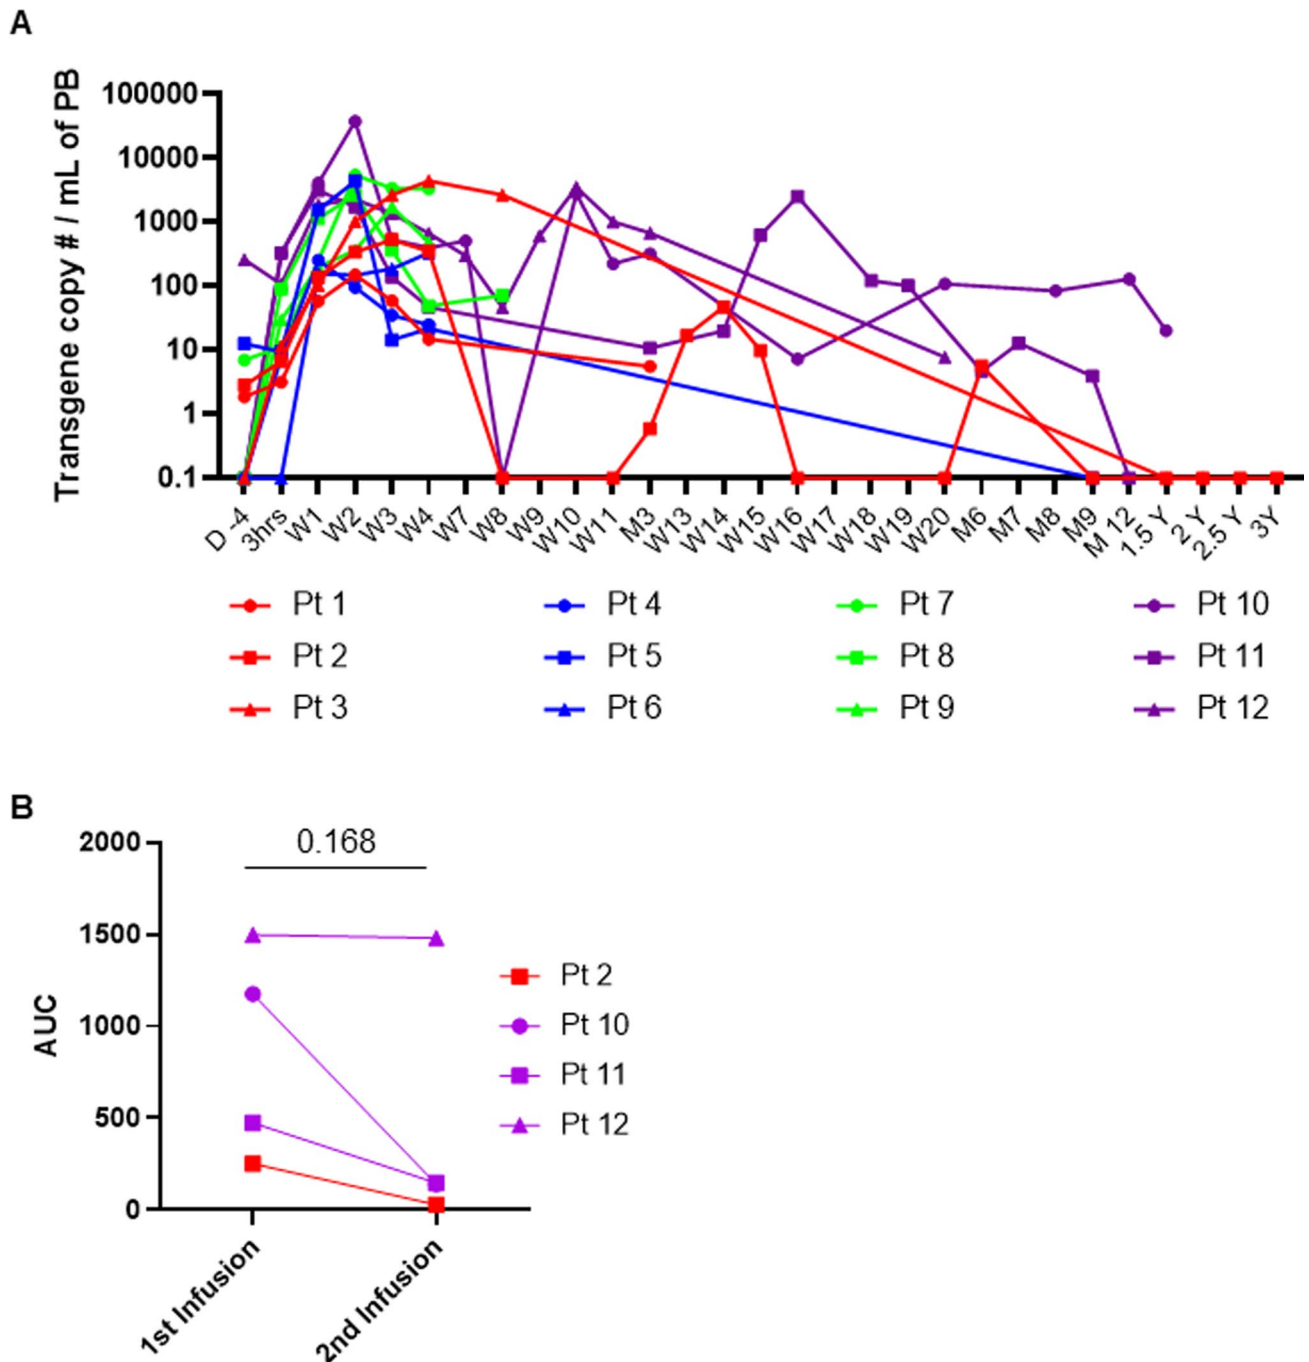 A
Transgene copy # / mL of PB
100000
10000
1000
100
10
1
0.1
D -4 3hrs W1 W2 W3 W4 W7 W8 W9 W10 W11 M3 W13 W14 W15 W16 W17 W18 W19 W20 M6 M7 M8 M9 M 12 1.5 Y 2 Y 2.5 Y 3Y
Pt 1 Pt 4 Pt 7 Pt 10
Pt 2 Pt 5 Pt 8 Pt 11
Pt 3 Pt 6 Pt 9 Pt 12
B
AUC
2000
1500
1000
500
0
0.168
Pt 2
Pt 10
Pt 11
Pt 12
1st Infusion
2nd Infusion